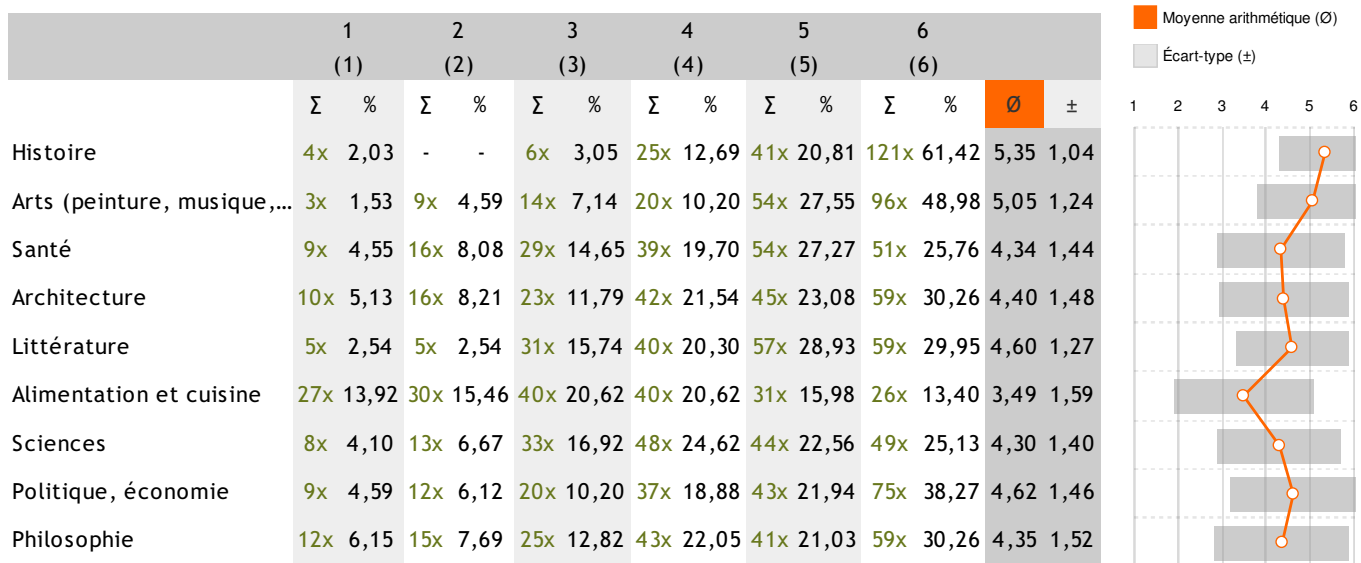 1 2 3 4 5 6
(1) (2) (3) (4) (5) (6)
Σ % Σ % Σ % Σ % Σ % Σ % Ø ±
Histoire 4x 2,03 - - 6x 3,05 25x 12,69 41x 20,81 121x 61,42 5,35 1,04
Arts (peinture, musique,... 3x 1,53 9x 4,59 14x 7,14 20x 10,20 54x 27,55 96x 48,98 5,05 1,24
Santé 9x 4,55 16x 8,08 29x 14,65 39x 19,70 54x 27,27 51x 25,76 4,34 1,44
Architecture 10x 5,13 16x 8,21 23x 11,79 42x 21,54 45x 23,08 59x 30,26 4,40 1,48
Littérature 5x 2,54 5x 2,54 31x 15,74 40x 20,30 57x 28,93 59x 29,95 4,60 1,27
Alimentation et cuisine 27x 13,92 30x 15,46 40x 20,62 40x 20,62 31x 15,98 26x 13,40 3,49 1,59
Sciences 8x 4,10 13x 6,67 33x 16,92 48x 24,62 44x 22,56 49x 25,13 4,30 1,40
Politique, économie 9x 4,59 12x 6,12 20x 10,20 37x 18,88 43x 21,94 75x 38,27 4,62 1,46
Philosophie 12x 6,15 15x 7,69 25x 12,82 43x 22,05 41x 21,03 59x 30,26 4,35 1,52
Moyenne arithmétique (Ø)
Écart-type (±)
1 2 3 4 5 6